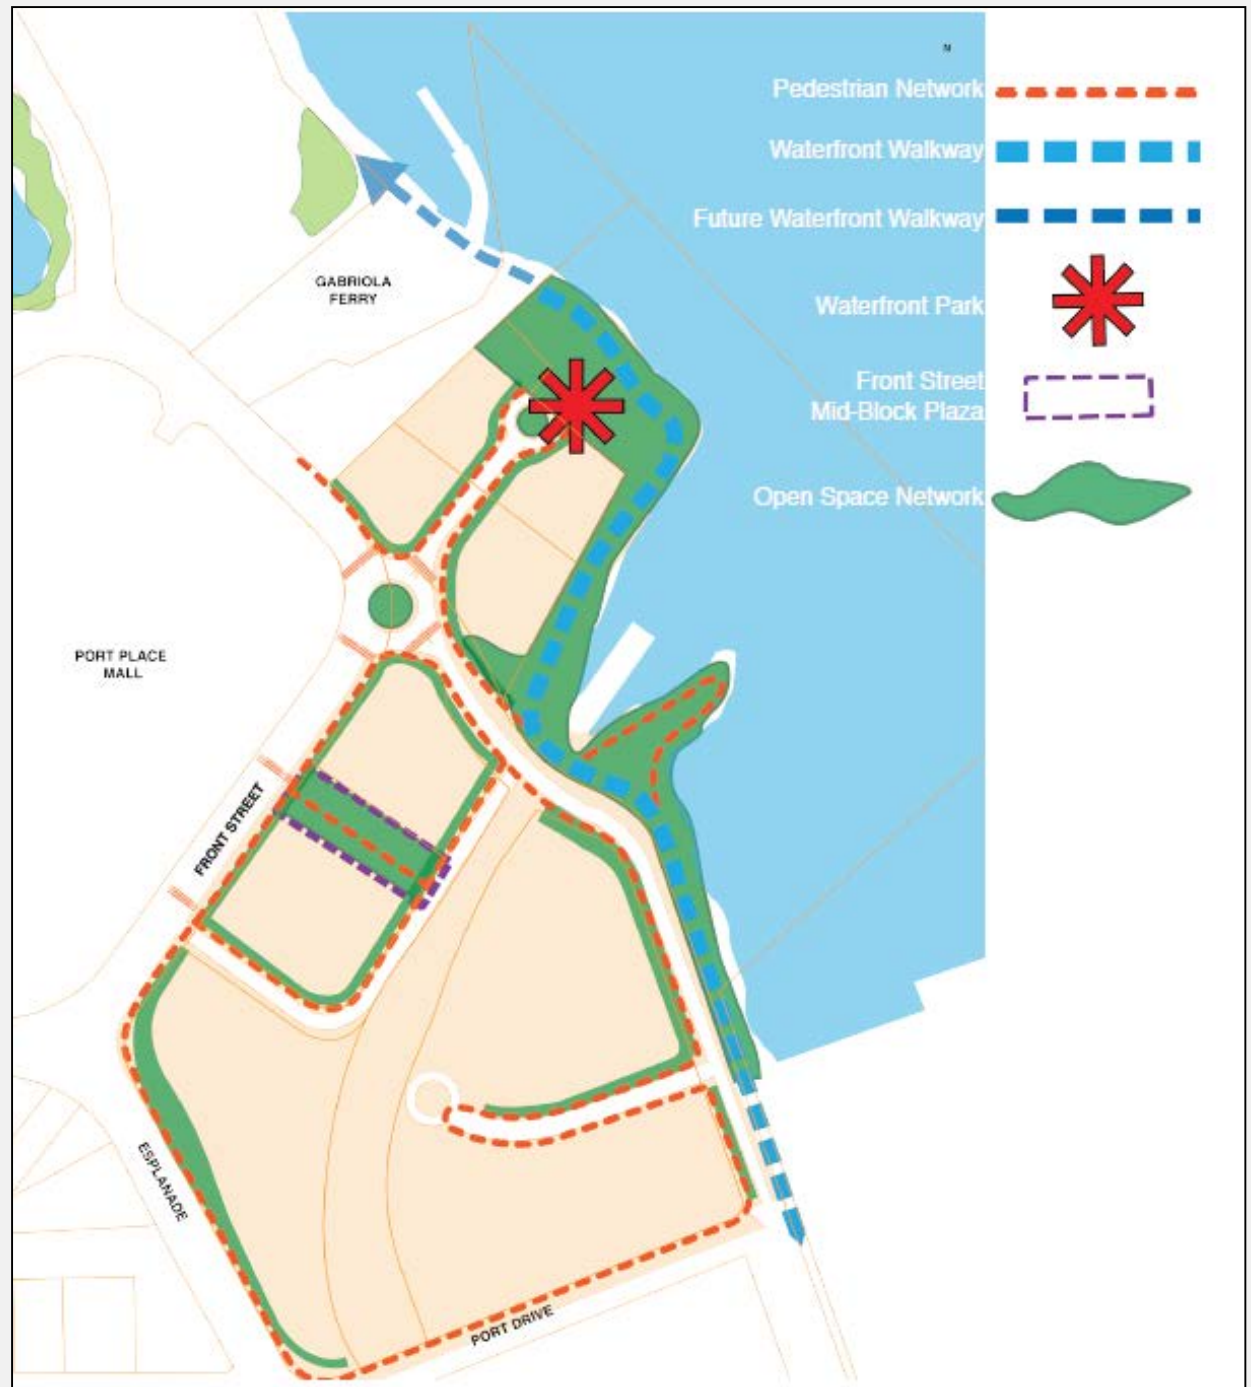 N
Pedestrian Network
Waterfront Walkway
Future Waterfront Walkway
Waterfront Park
Front Street
Mid-Block Plaza
Open Space Network
GABRIOLA
FERRY
PORT PLACE
MALL
FRONT STREET
ESPLANADE
PORT DRIVE